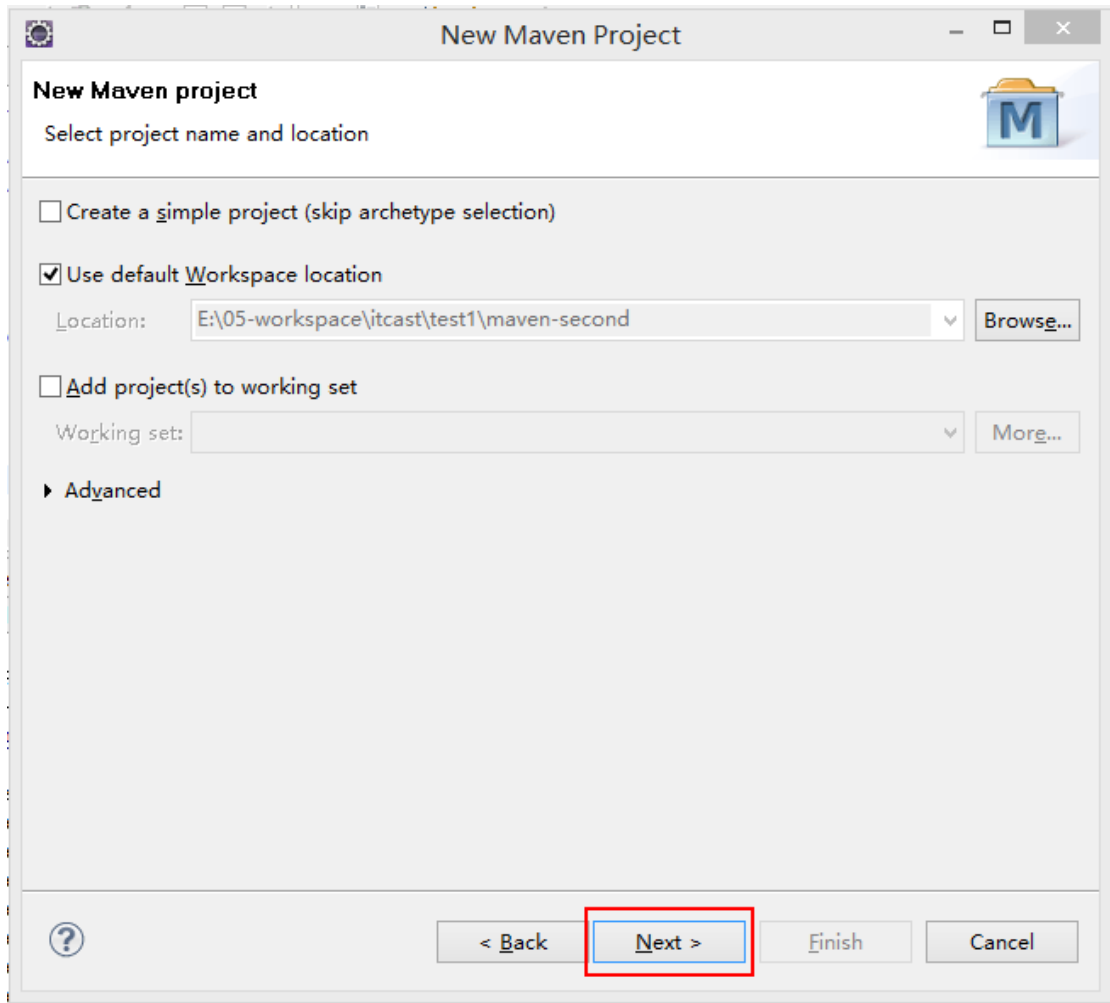 New Maven Project
New Maven project
Select project name and location
M
Create a simple project (skip archetype selection)
Use default Workspace location
Location: E:\05-workspace\itcast\test1\maven-second Browse...
Add project(s) to working set
Working set: More...
Advanced
? < Back Next > Finish Cancel